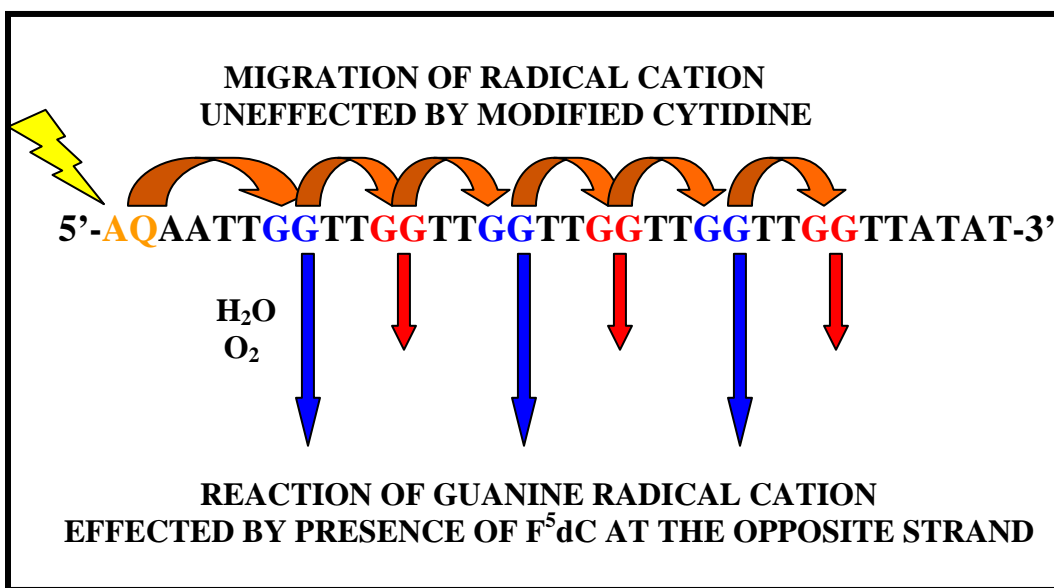 MIGRATION OF RADICAL CATION
UNEFFECTED BY MODIFIED CYTIDINE
5’-AQAATTGGTTGGTTGGTTGGTTGGTTGGTTATAT-3’
H₂O
O₂
REACTION OF GUANINE RADICAL CATION
EFFECTED BY PRESENCE OF F⁵dC AT THE OPPOSITE STRAND